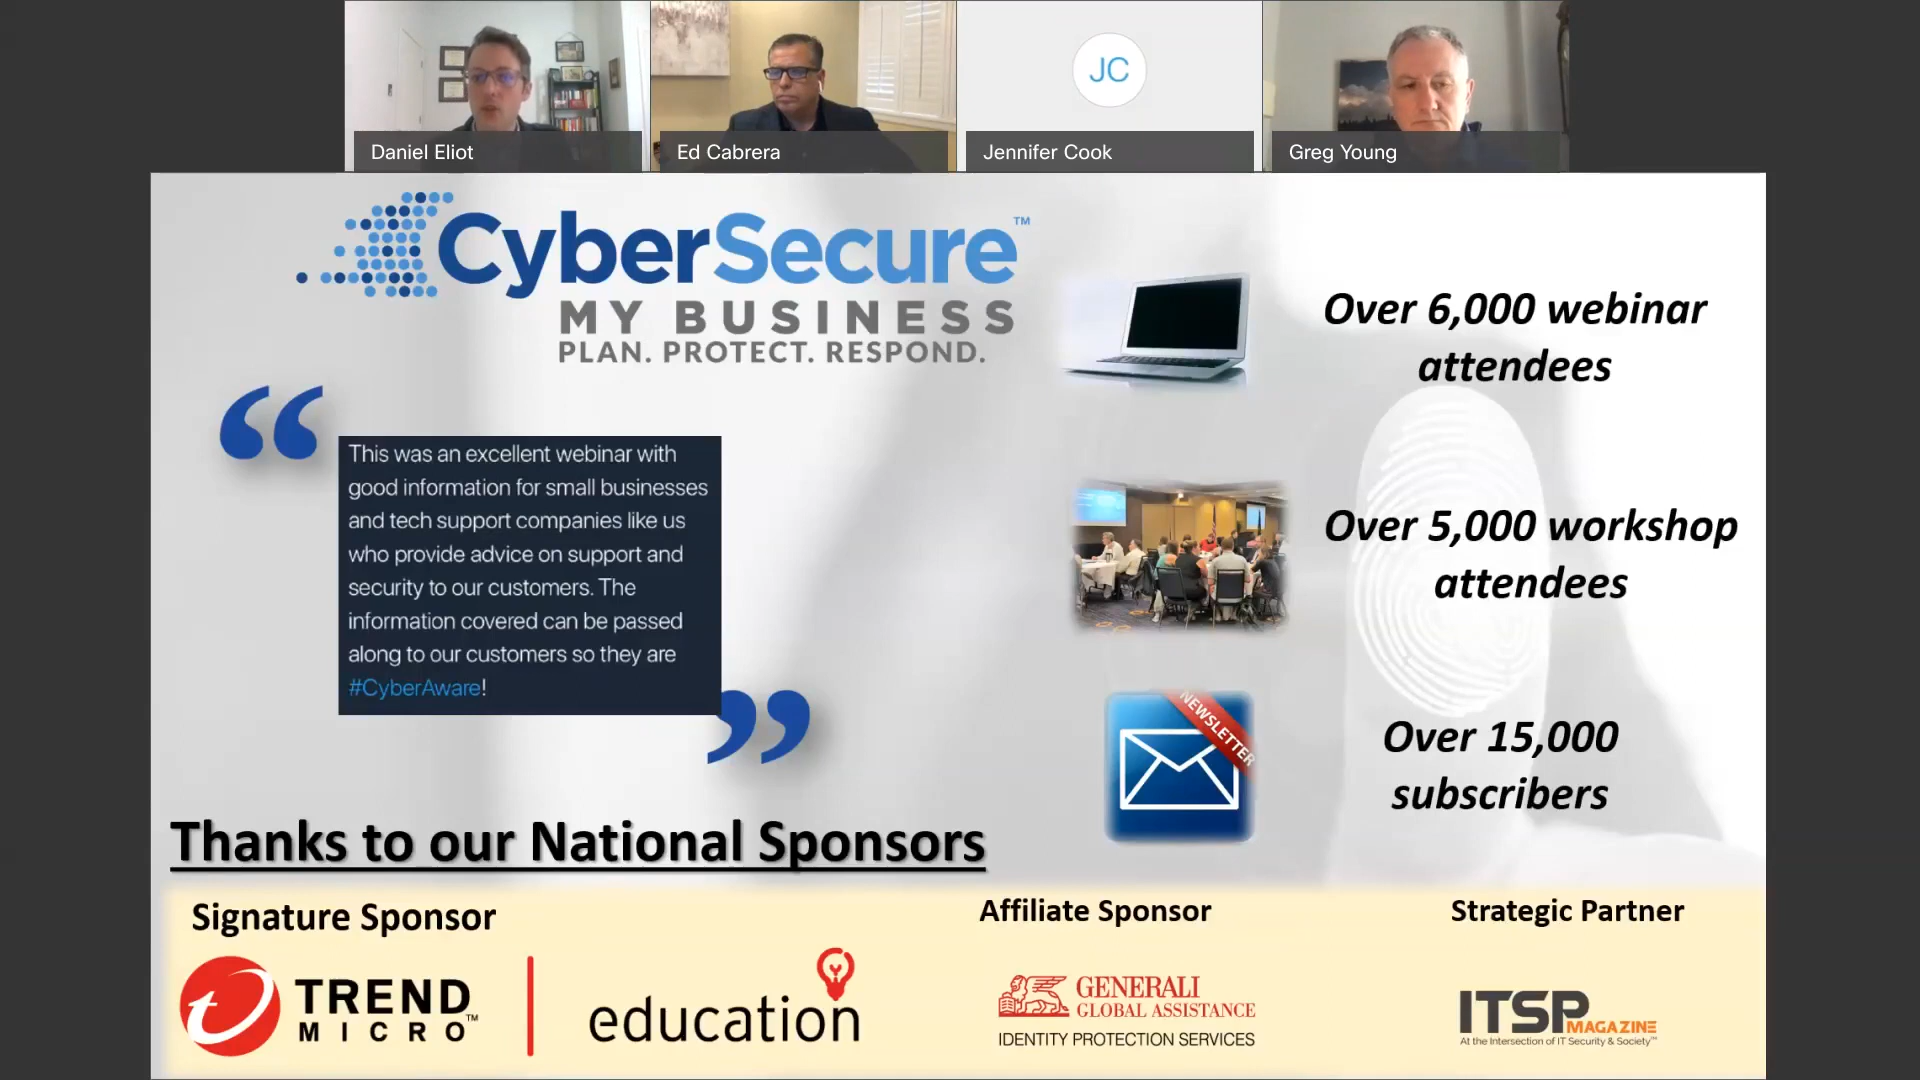 Daniel Eliot
Ed Cabrera
JC
Jennifer Cook
Greg Young
CyberSecure™
MY BUSINESS
PLAN. PROTECT. RESPOND.
“
This was an excellent webinar with
good information for small businesses
and tech support companies like us
who provide advice on support and
security to our customers. The
information covered can be passed
along to our customers so they are
#CyberAware!
”
Over 6,000 webinar
attendees
Over 5,000 workshop
attendees
NEWSLETTER
Over 15,000
subscribers
Thanks to our National Sponsors
Signature Sponsor
TREND
MICRO™
education
Affiliate Sponsor
GENERALI
GLOBAL ASSISTANCE
IDENTITY PROTECTION SERVICES
Strategic Partner
ITSP MAGAZINE
At the Intersection of IT Security & Society™